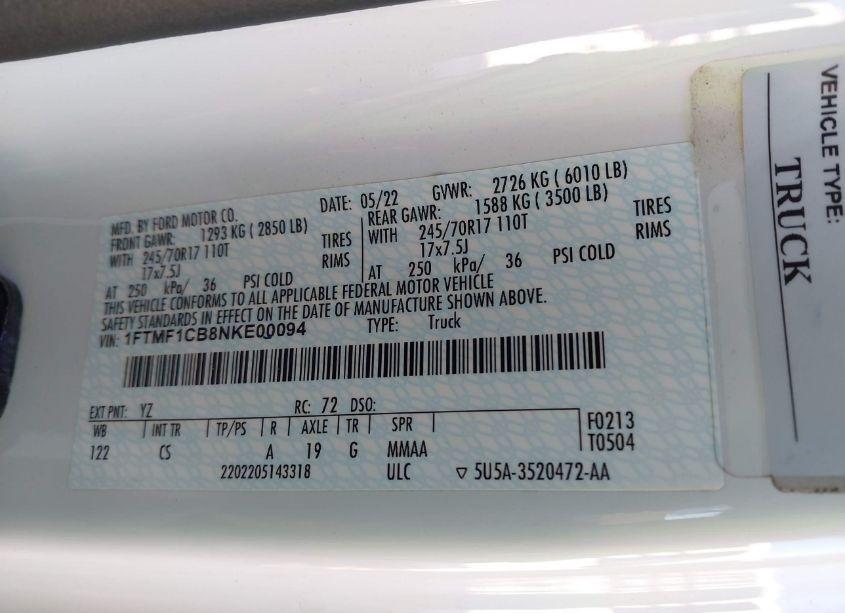 MFD. BY FORD MOTOR CO. DATE: 05/22 GVWR: 2726 KG ( 6010 LB)
FRONT GAWR: 1293 KG ( 2850 LB) REAR GAWR: 1588 KG ( 3500 LB)
WITH 245/70R17 110T TIRES WITH 245/70R17 110T TIRES
17x7.5J RIMS 17x7.5J RIMS
AT 250 kPa/ 36 PSI COLD AT 250 kPa/ 36 PSI COLD
THIS VEHICLE CONFORMS TO ALL APPLICABLE FEDERAL MOTOR VEHICLE
SAFETY STANDARDS IN EFFECT ON THE DATE OF MANUFACTURE SHOWN ABOVE.
VIN: 1FTMF1CB8NKE00094 TYPE: Truck
EXT PNT: YZ RC: 72 DSO:
WB INT TR TP/PS R AXLE TR SPR F0213
122 CS A 19 G MMAA T0504
2202205143318 ULC ▽ 5U5A-3520472-AA
VEHICLE TYPE:
TRUCK